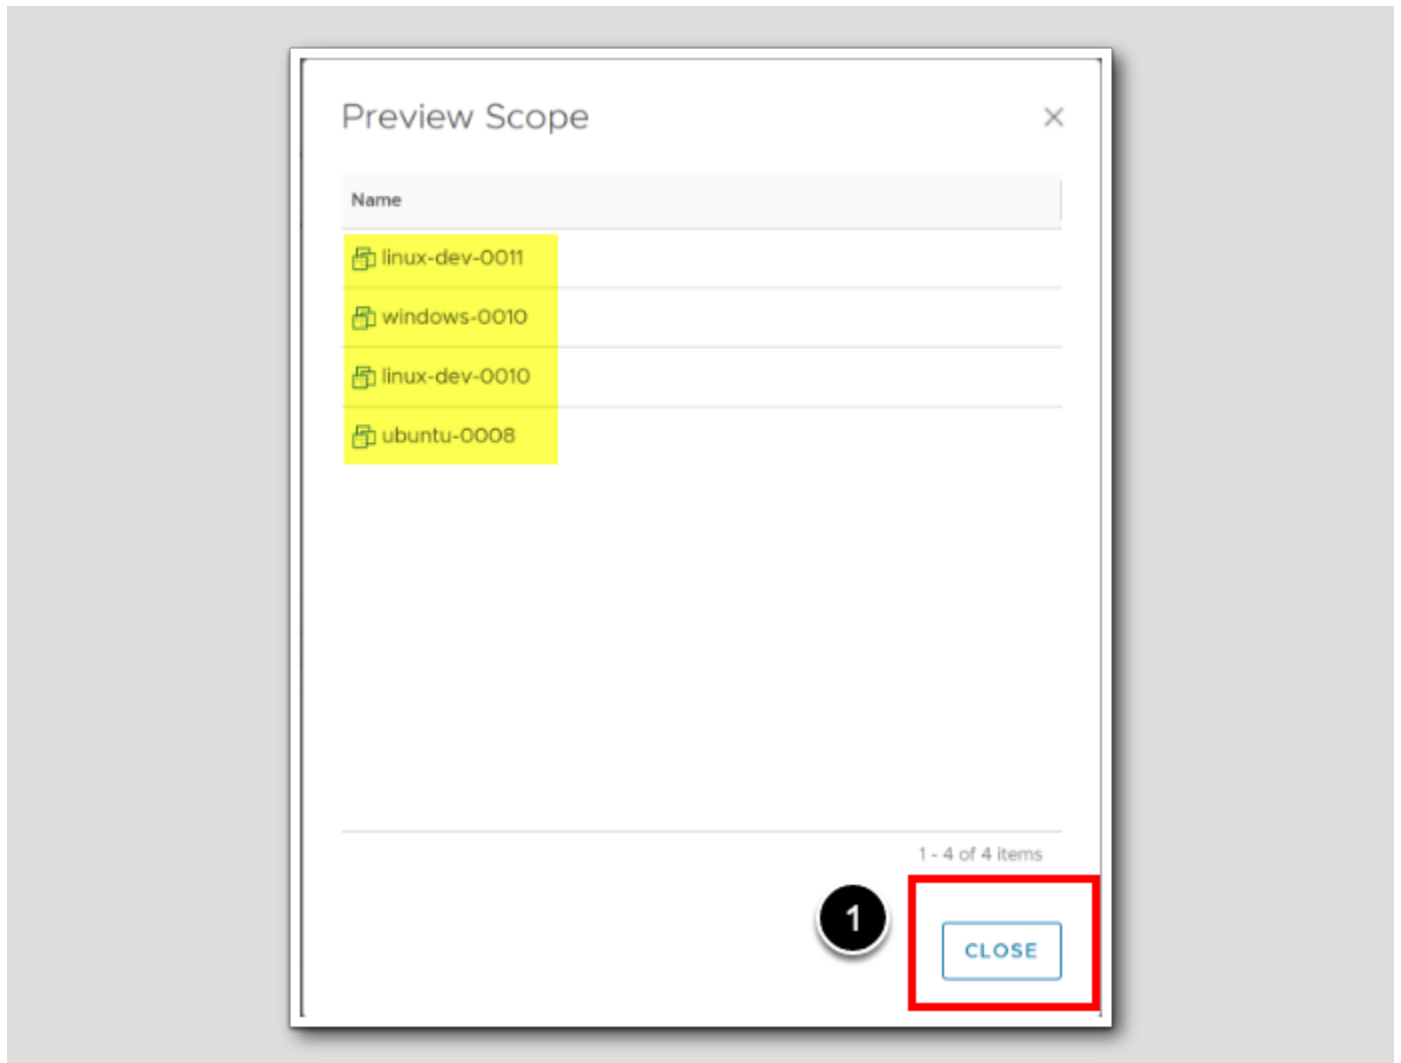 Preview Scope
Name
linux-dev-0011
windows-0010
linux-dev-0010
ubuntu-0008
1 - 4 of 4 items
1
CLOSE